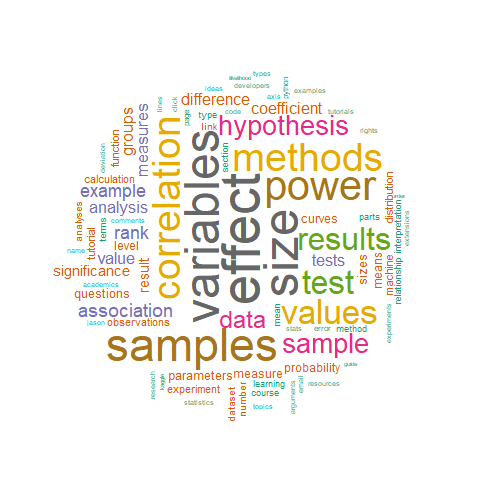 likelihood
types
ideas
developers
python
examples
difference
axis
lines
click
page
type
code
coefficient
tutorials
deviation
function
groups
measures
correlation
link
hypothesis
rights
section
variables
methods
calculation
example
effect
power
distribution
order
analyses
terms
comments
analysis
size
curves
parts
interpretation
extensions
tutorial
rank
level
results
name
value
tests
significance
result
test
sizes
means
machine
relationship
academics
questions
association
data
mean
values
jason
observations
stats
error
method
experiments
samples
sample
research
kaggle
parameters
measure
probability
guide
experiment
learning
course
arguments
email
resources
statistics
dataset
number
topics